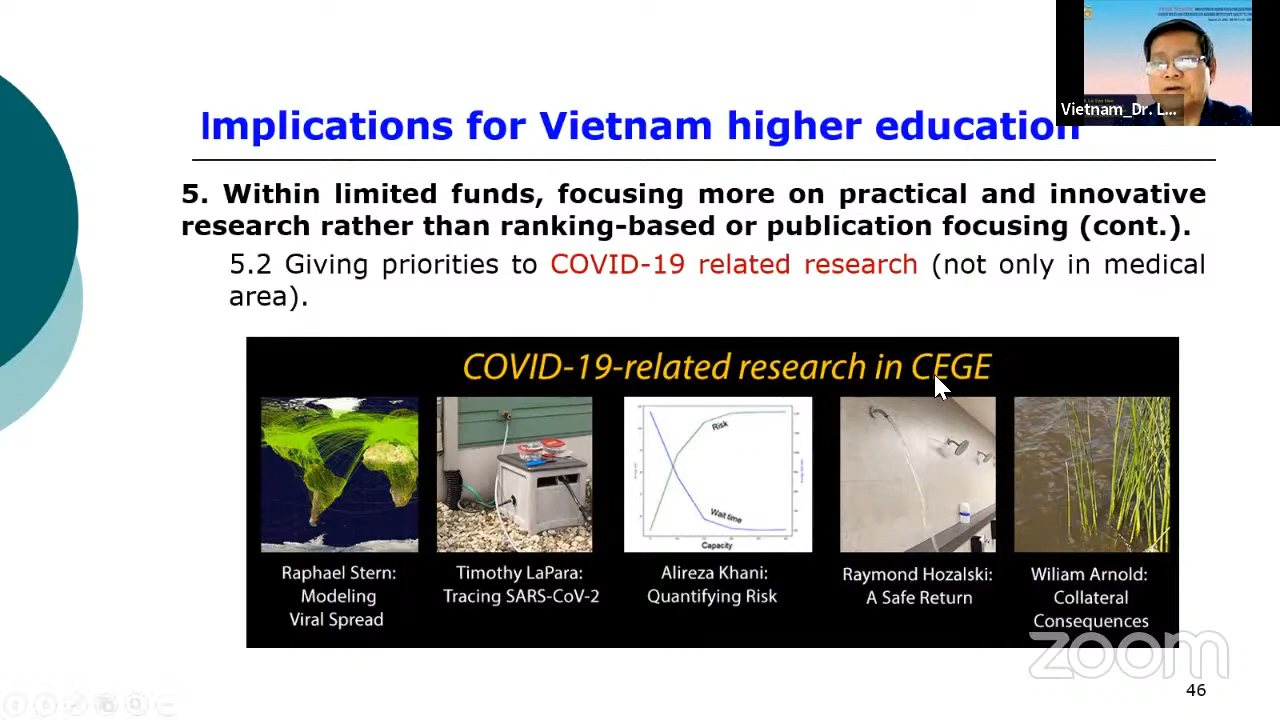 Implications for Vietnam higher education
Vietnam_Dr. L...
5. Within limited funds, focusing more on practical and innovative
research rather than ranking-based or publication focusing (cont.).
5.2 Giving priorities to COVID-19 related research (not only in medical
area).
COVID-19-related research in CEGE
Risk
Wait time
Capacity
Raphael Stern:
Modeling
Viral Spread
Timothy LaPara:
Tracing SARS-CoV-2
Alireza Khani:
Quantifying Risk
Raymond Hozalski:
A Safe Return
Wiliam Arnold:
Collateral
Consequences
zoom
46